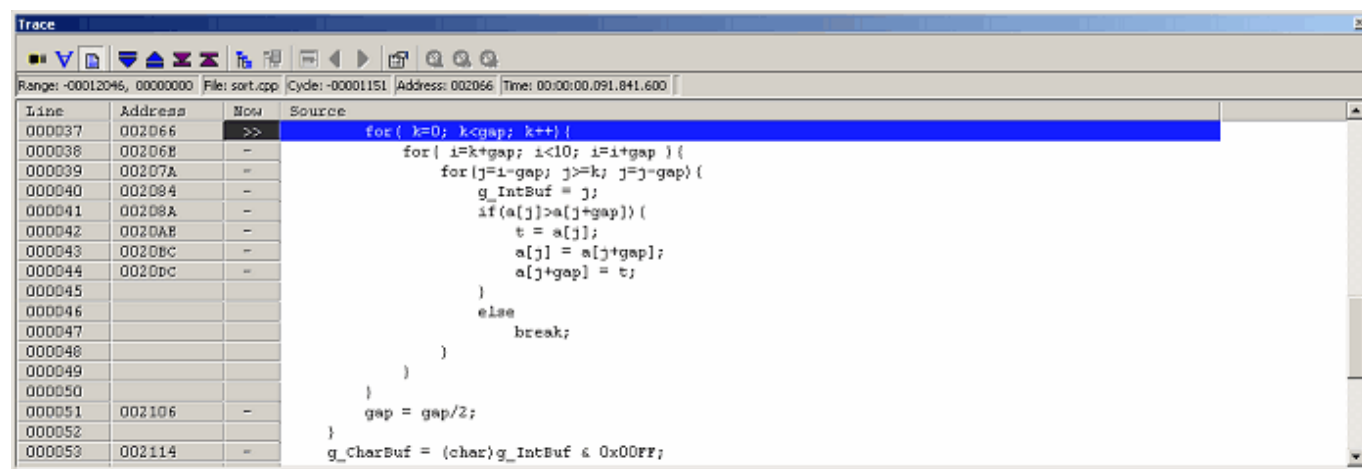 Trace
Range: -00012046, 00000000 File: sort.cpp Cycle: -00001151 Address: 002066 Time: 00:00:00.091.841.600
Line Address Now Source
000037 002066 >> for( k=0; k<gap; k++){
000038 00206E - for( i=k+gap; i<10; i=i+gap ){
000039 00207A - for(j=i-gap; j>=k; j=j-gap){
000040 002084 - g_IntBuf = j;
000041 00208A - if(a[j]>a[j+gap]){
000042 0020AE - t = a[j];
000043 0020BC - a[j] = a[j+gap];
000044 0020DC - a[j+gap] = t;
000045 }
000046 else
000047 break;
000048 }
000049 }
000050 }
000051 002106 - gap = gap/2;
000052 }
000053 002114 - g_CharBuf = (char)g_IntBuf & 0x00FF;